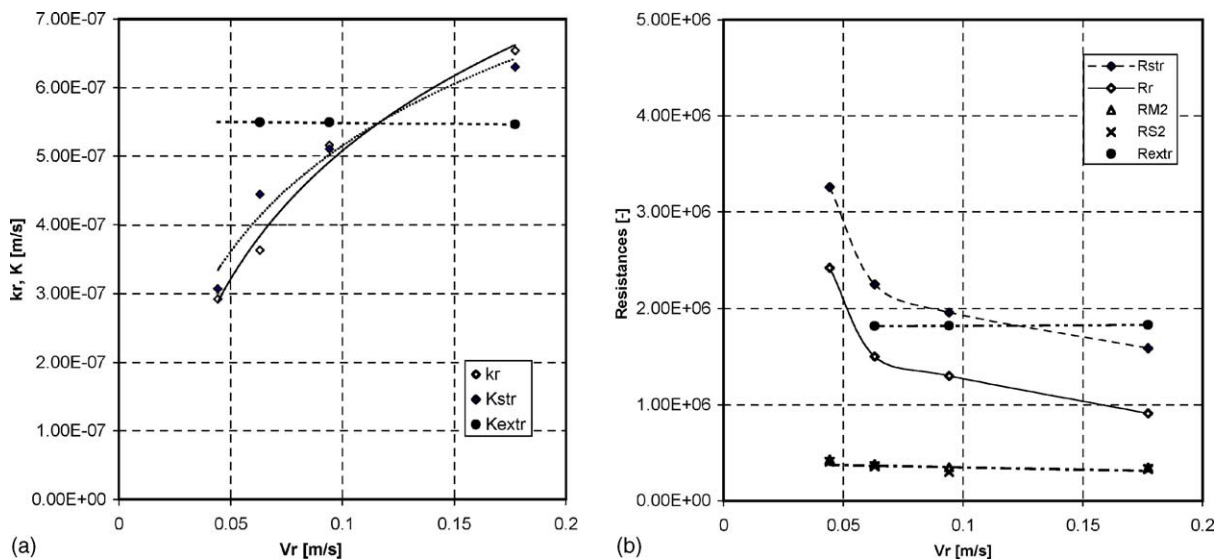 7.00E-07
6.00E-07
5.00E-07
4.00E-07
3.00E-07
2.00E-07
1.00E-07
0.00E+00
kr, K [m/s]
kr
Kstr
Kextr
0
0.05
0.1
0.15
0.2
Vr [m/s]
(a)
5.00E+06
4.00E+06
3.00E+06
2.00E+06
1.00E+06
0.00E+00
Resistances [-]
Rstr
Rr
RM2
RS2
Rextr
0
0.05
0.1
0.15
0.2
Vr [m/s]
(b)